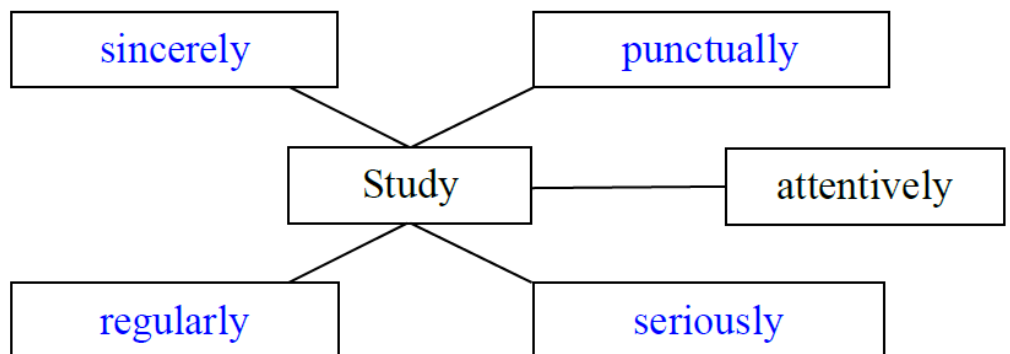 sincerely
punctually
Study
attentively
regularly
seriously